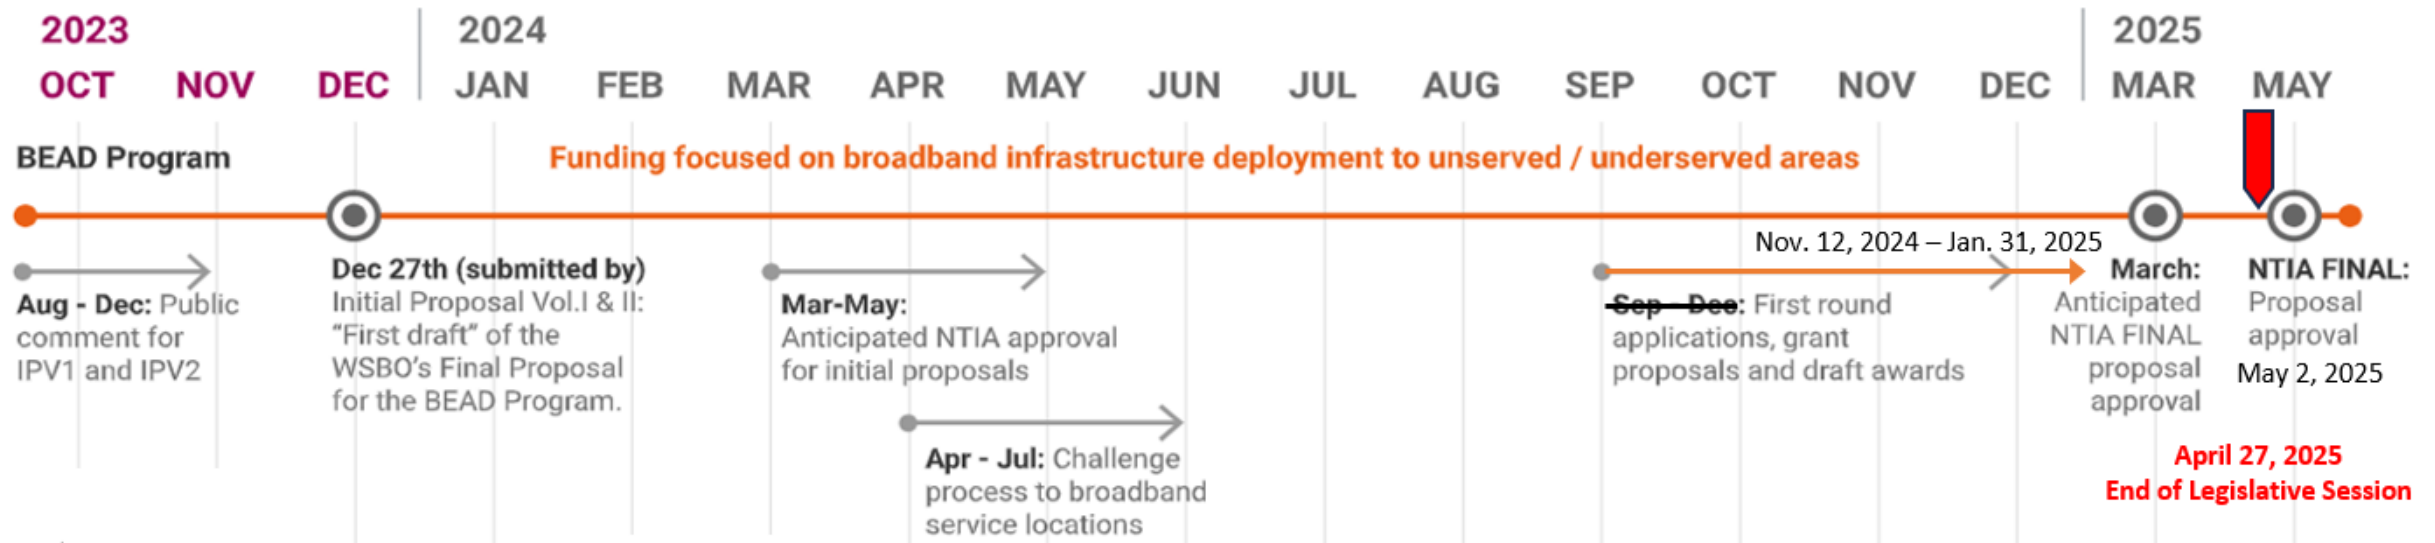 2023
2024
2025
OCT NOV DEC JAN FEB MAR APR MAY JUN JUL AUG SEP OCT NOV DEC MAR MAY
BEAD Program
Funding focused on broadband infrastructure deployment to unserved / underserved areas
Aug - Dec: Public
comment for
IPV1 and IPV2
Dec 27th (submitted by)
Initial Proposal Vol.I & II:
“First draft” of the
WSBO’s Final Proposal
for the BEAD Program.
Mar-May:
Anticipated NTIA approval
for initial proposals
Apr - Jul: Challenge
process to broadband
service locations
Nov. 12, 2024 – Jan. 31, 2025
Sep - Dec: First round
applications, grant
proposals and draft awards
March:
Anticipated
NTIA FINAL
proposal
approval
NTIA FINAL:
Proposal
approval
May 2, 2025
April 27, 2025
End of Legislative Session